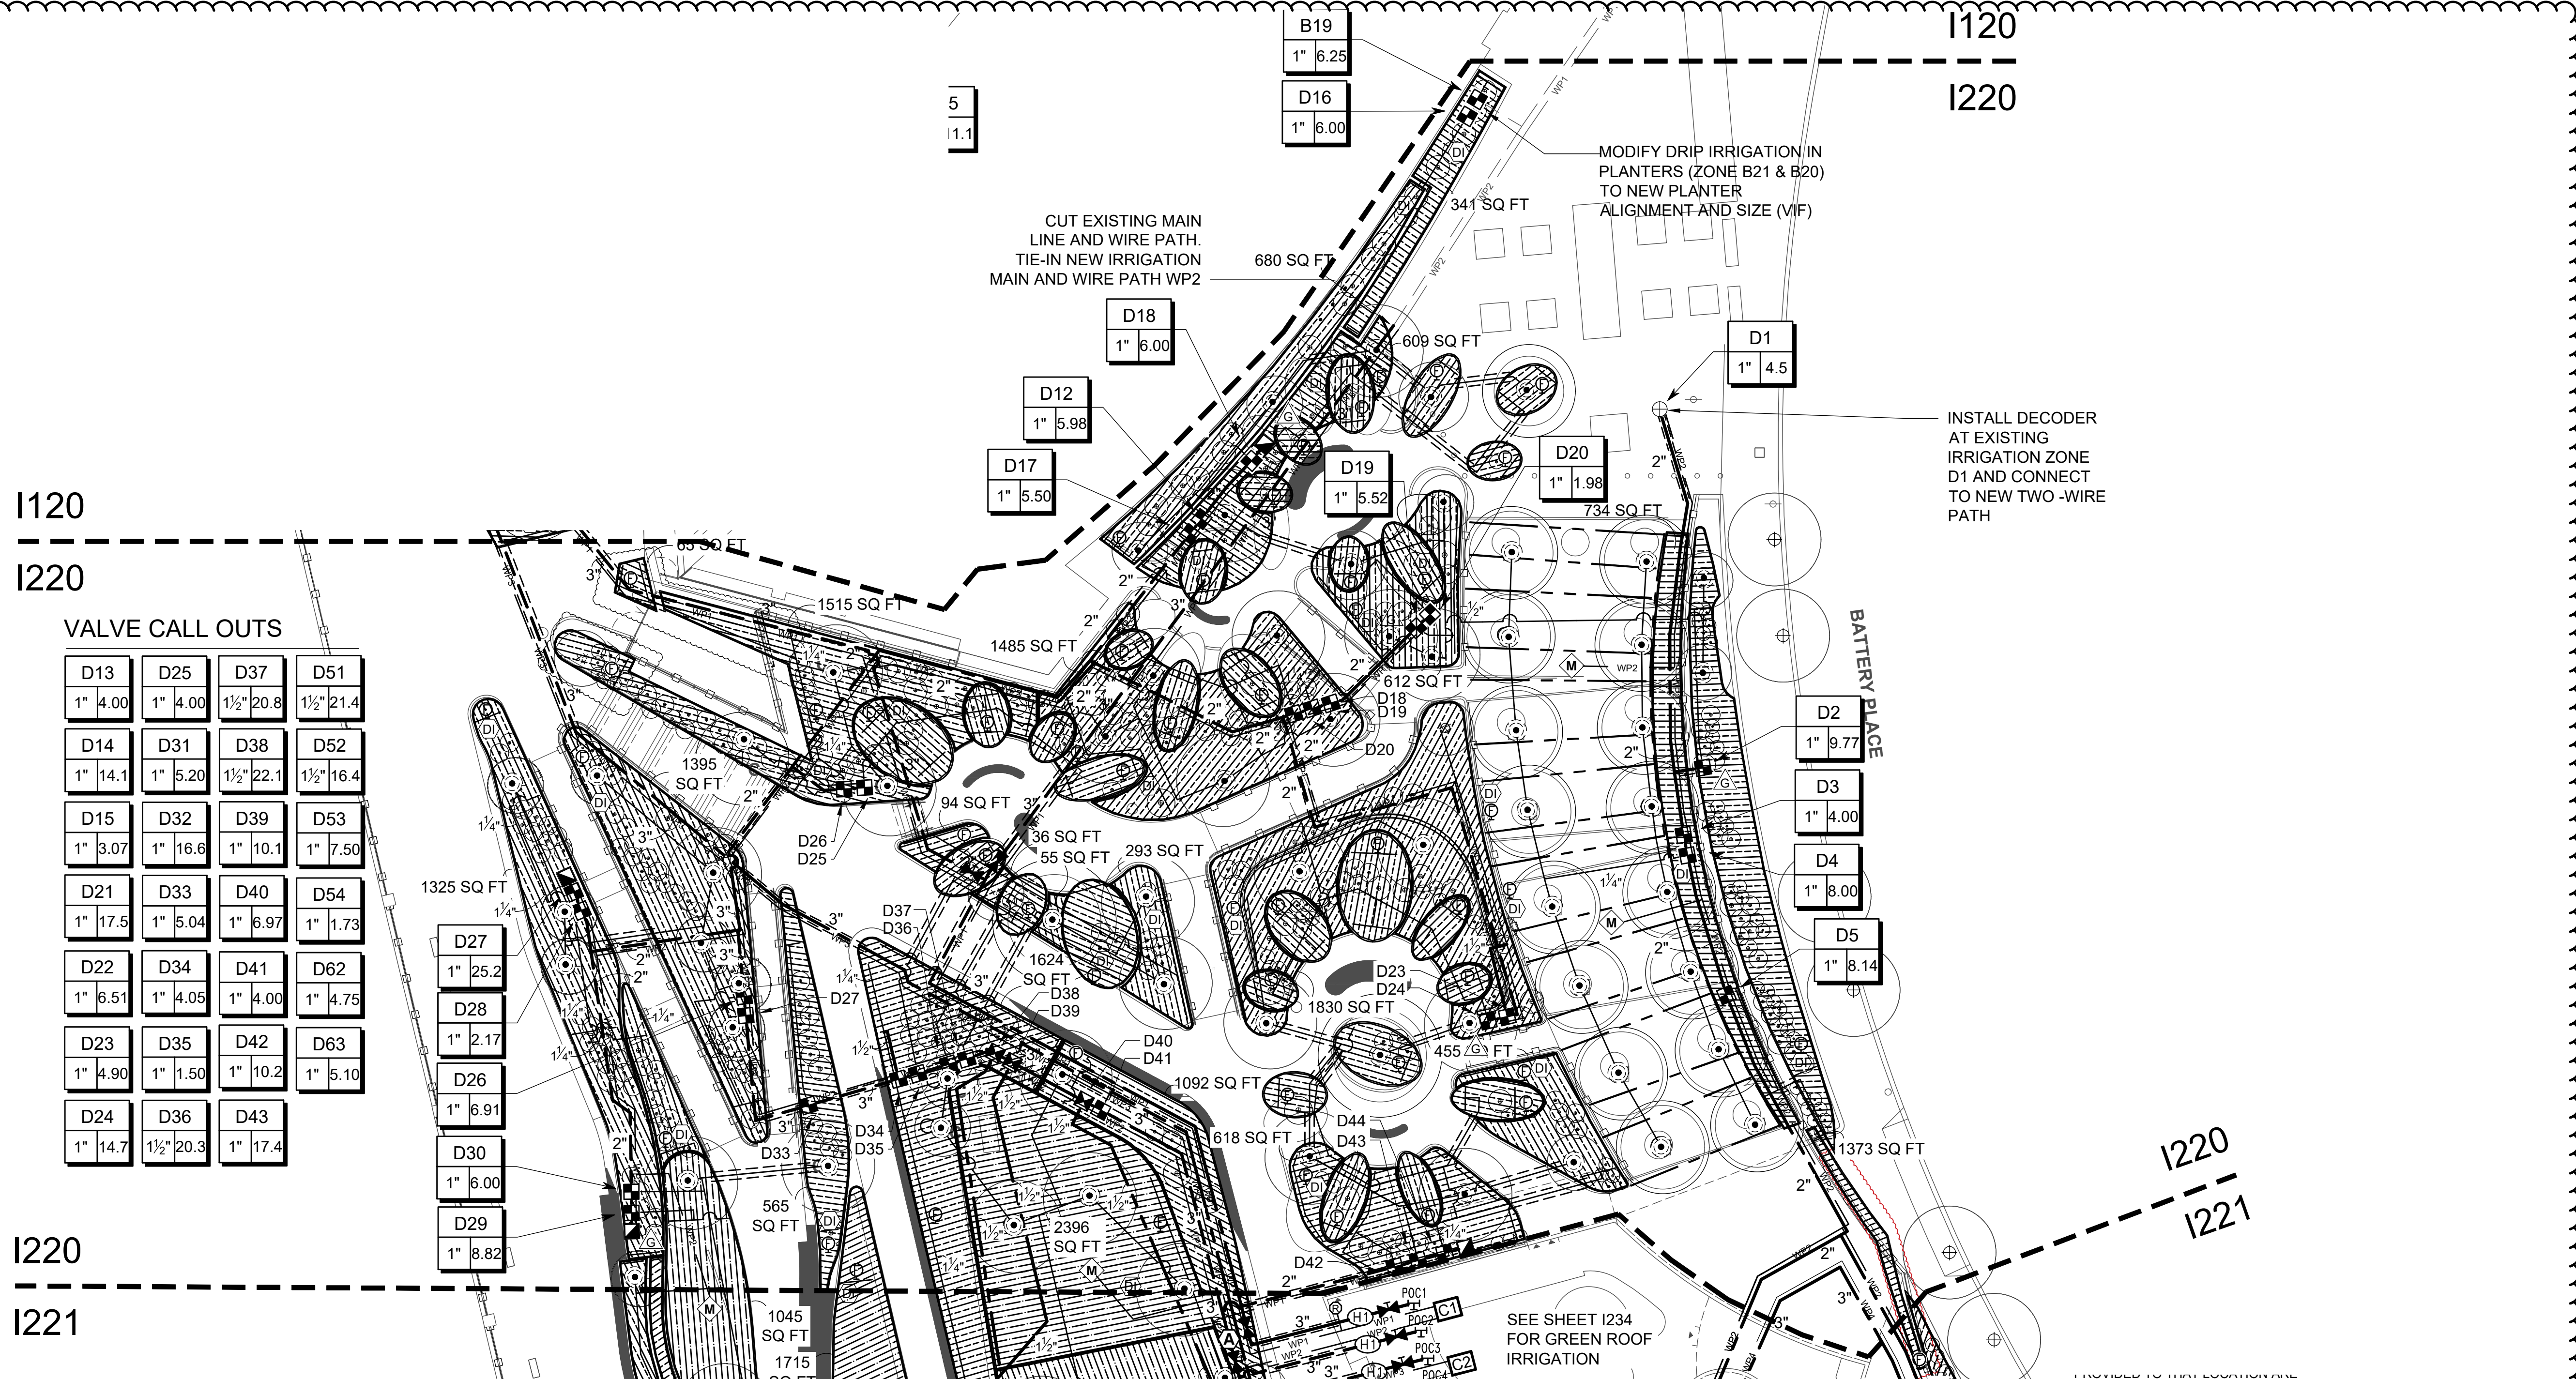 I120
I220
B19
1" 6.25
D16
1" 6.00
5
MODIFY DRIP IRRIGATION IN
PLANTERS (ZONE B21 & B20)
TO NEW PLANTER
ALIGNMENT AND SIZE (VIF)
341 SQ FT
CUT EXISTING MAIN
LINE AND WIRE PATH.
TIE-IN NEW IRRIGATION
MAIN AND WIRE PATH WP2
680 SQ FT
D18
1" 6.00
609 SQ FT
D1
1" 4.5
D12
1" 5.98
INSTALL DECODER
AT EXISTING
IRRIGATION ZONE
D1 AND CONNECT
TO NEW TWO -WIRE
PATH
D17
1" 5.50
D19
1" 5.52
D20
1" 1.98
734 SQ FT
I120
I220
65 SQ FT
1515 SQ FT
1485 SQ FT
612 SQ FT
D18
D19
D20
BATTERY PLACE
VALVE CALL OUTS
D13 D25 D37 D51
1" 4.00 1" 4.00 1½" 20.8 1½" 21.4
D14 D31 D38 D52
1" 14.1 1" 5.20 1½" 22.1 1½" 16.4
D15 D32 D39 D53
1" 3.07 1" 16.6 1" 10.1 1" 7.50
D21 D33 D40 D54
1" 17.5 1" 5.04 1" 6.97 1" 1.73
D22 D34 D41 D62
1" 6.51 1" 4.05 1" 4.00 1" 4.75
D23 D35 D42 D63
1" 4.90 1" 1.50 1" 10.2 1" 5.10
D24 D36 D43
1" 14.7 1½" 20.3 1" 17.4
D2
1" 9.77
D3
1" 4.00
D4
1" 8.00
D5
1" 8.14
1395
SQ FT
94 SQ FT
36 SQ FT
55 SQ FT
293 SQ FT
D26
D25
1325 SQ FT
D27
1" 25.2
D28
1" 2.17
D26
1" 6.91
D30
1" 6.00
D29
1" 8.82
D37
D36
1624
SQ FT
D38
D39
D27
D40
D41
D23
D24
1830 SQ FT
455 G FT
1092 SQ FT
618 SQ FT
D44
D43
D34
D35
D33
565
SQ FT
2396
SQ FT
D42
1373 SQ FT
I220
I221
I220
I221
1045
SQ FT
1715
SQ FT
POC1
C1
POC2
POC3
C2
POC4
H1
H1
H1
SEE SHEET I234
FOR GREEN ROOF
IRRIGATION